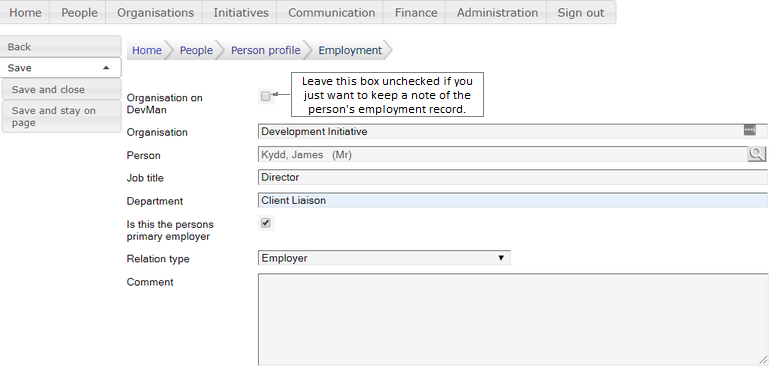 Home People Organisations Initiatives Communication Finance Administration Sign out
Back
Save
Save and close
Save and stay on
page
Home People Person profile Employment
Organisation on
DevMan
Leave this box unchecked if you
just want to keep a note of the
person's employment record.
Organisation Development Initiative
Person Kydd, James (Mr)
Job title Director
Department Client Liaison
Is this the persons
primary employer
Relation type Employer
Comment